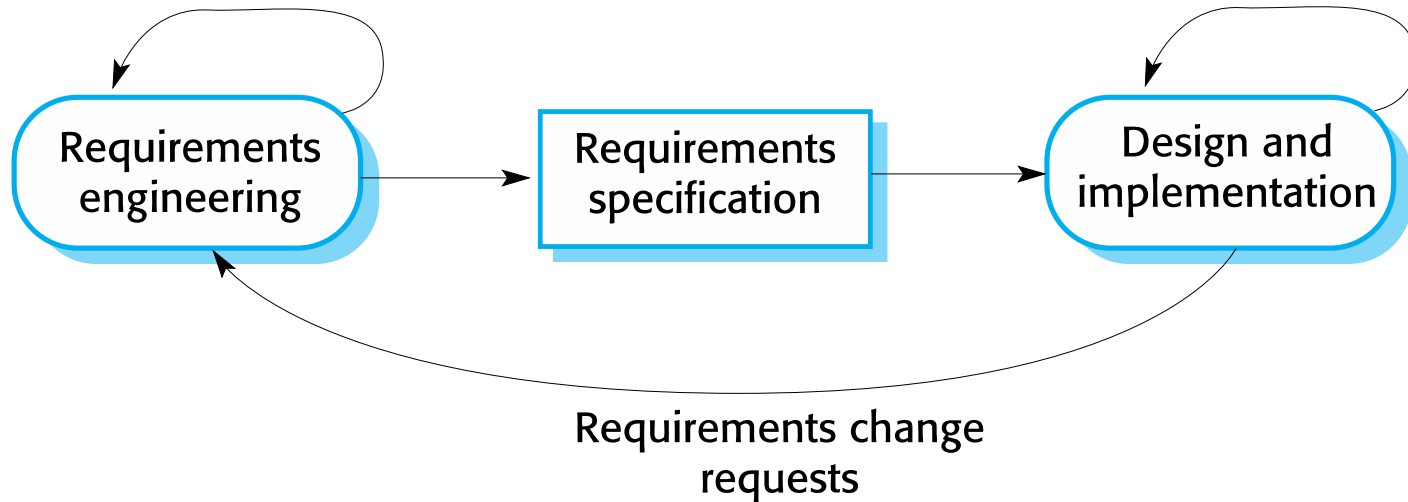 Requirements
engineering
Requirements
specification
Design and
implementation
Requirements change
requests